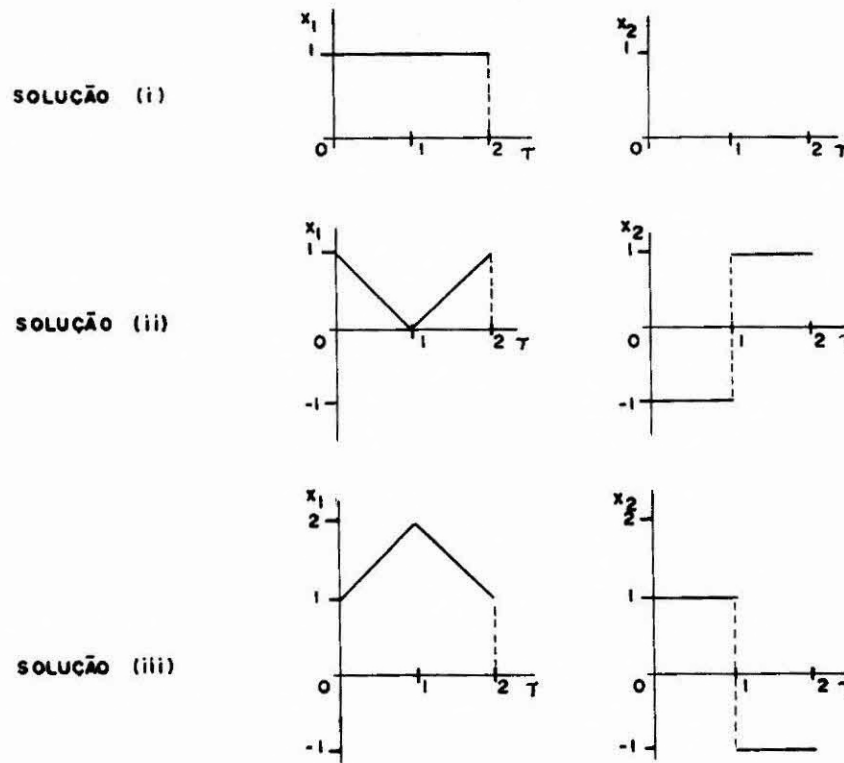 x₁
1
0
1
2
τ
x₂
1
0
1
2
τ
SOLUÇÃO (i)
x₁
1
0
1
2
τ
-1
x₂
1
0
1
2
τ
-1
SOLUÇÃO (ii)
x₁
2
1
0
1
2
τ
-1
x₂
2
1
0
1
2
τ
-1
SOLUÇÃO (iii)